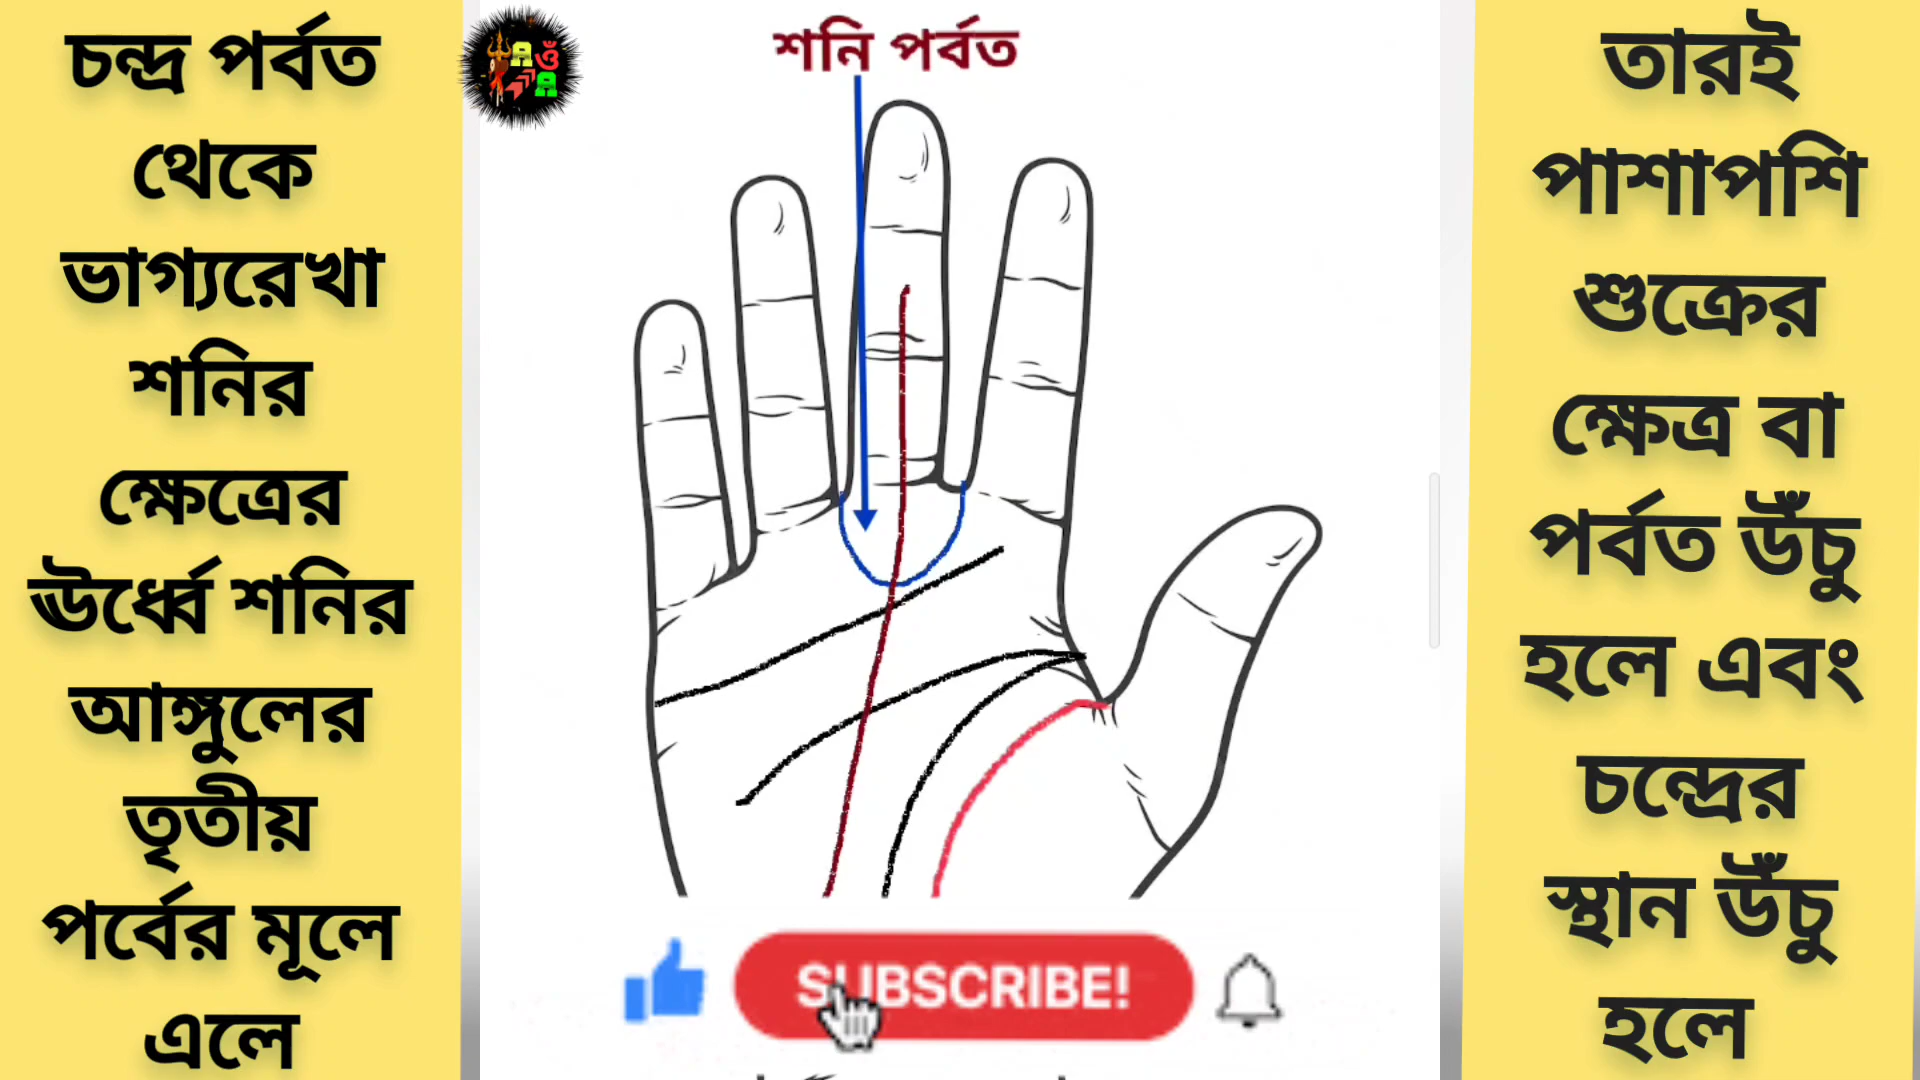 চন্দ্র পর্বত
থেকে
ভাগ্যরেখা
শনির
ক্ষেত্রের
ঊর্ধ্বে শনির
আঙ্গুলের
তৃতীয়
পর্বের মূলে
এলে
শনি পর্বত
SUBSCRIBE!
তারই
পাশাপশি
শুক্রের
ক্ষেত্র বা
পর্বত উঁচু
হলে এবং
চন্দ্রের
স্থান উঁচু
হলে